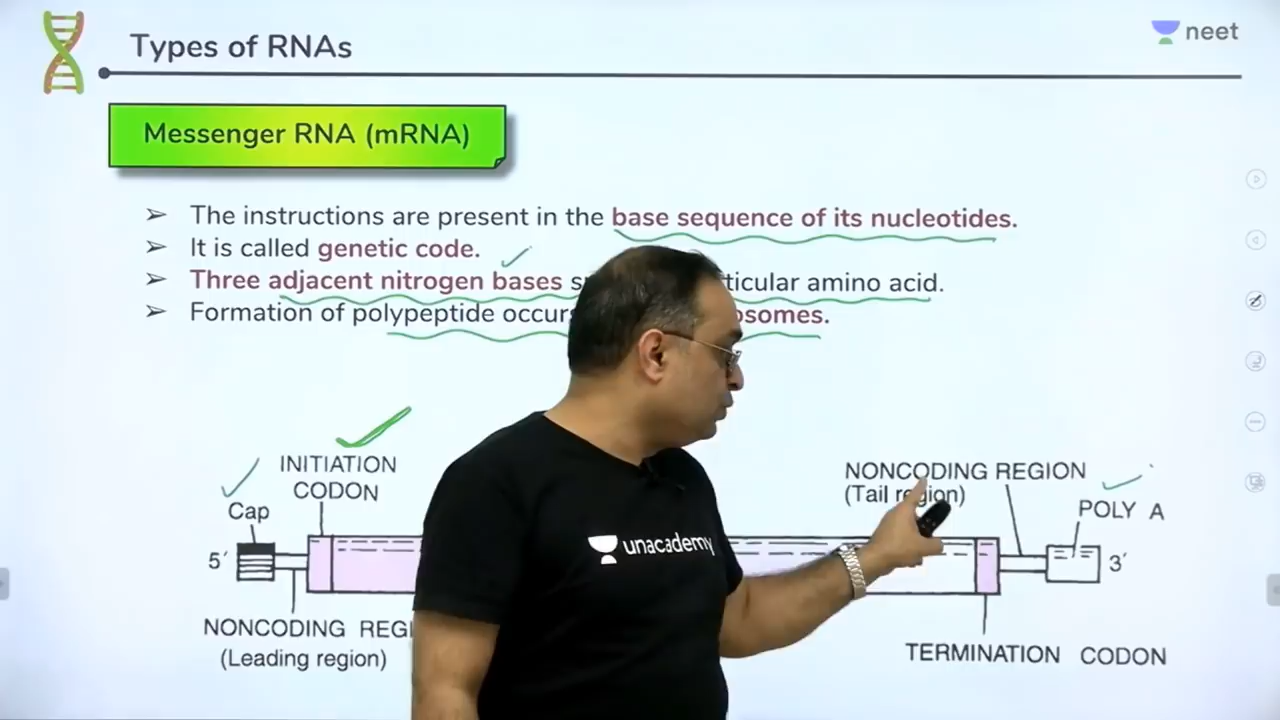 Types of RNAs
neet
Messenger RNA (mRNA)
➢ The instructions are present in the base sequence of its nucleotides.
➢ It is called genetic code.
➢ Three adjacent nitrogen bases ticular amino acid.
➢ Formation of polypeptide occurs osomes.
INITIATION
CODON
Cap
5′
NONCODING REGI
(Leading region)
unacademy
NONCODING REGION
(Tail region)
POLY A
3′
TERMINATION CODON